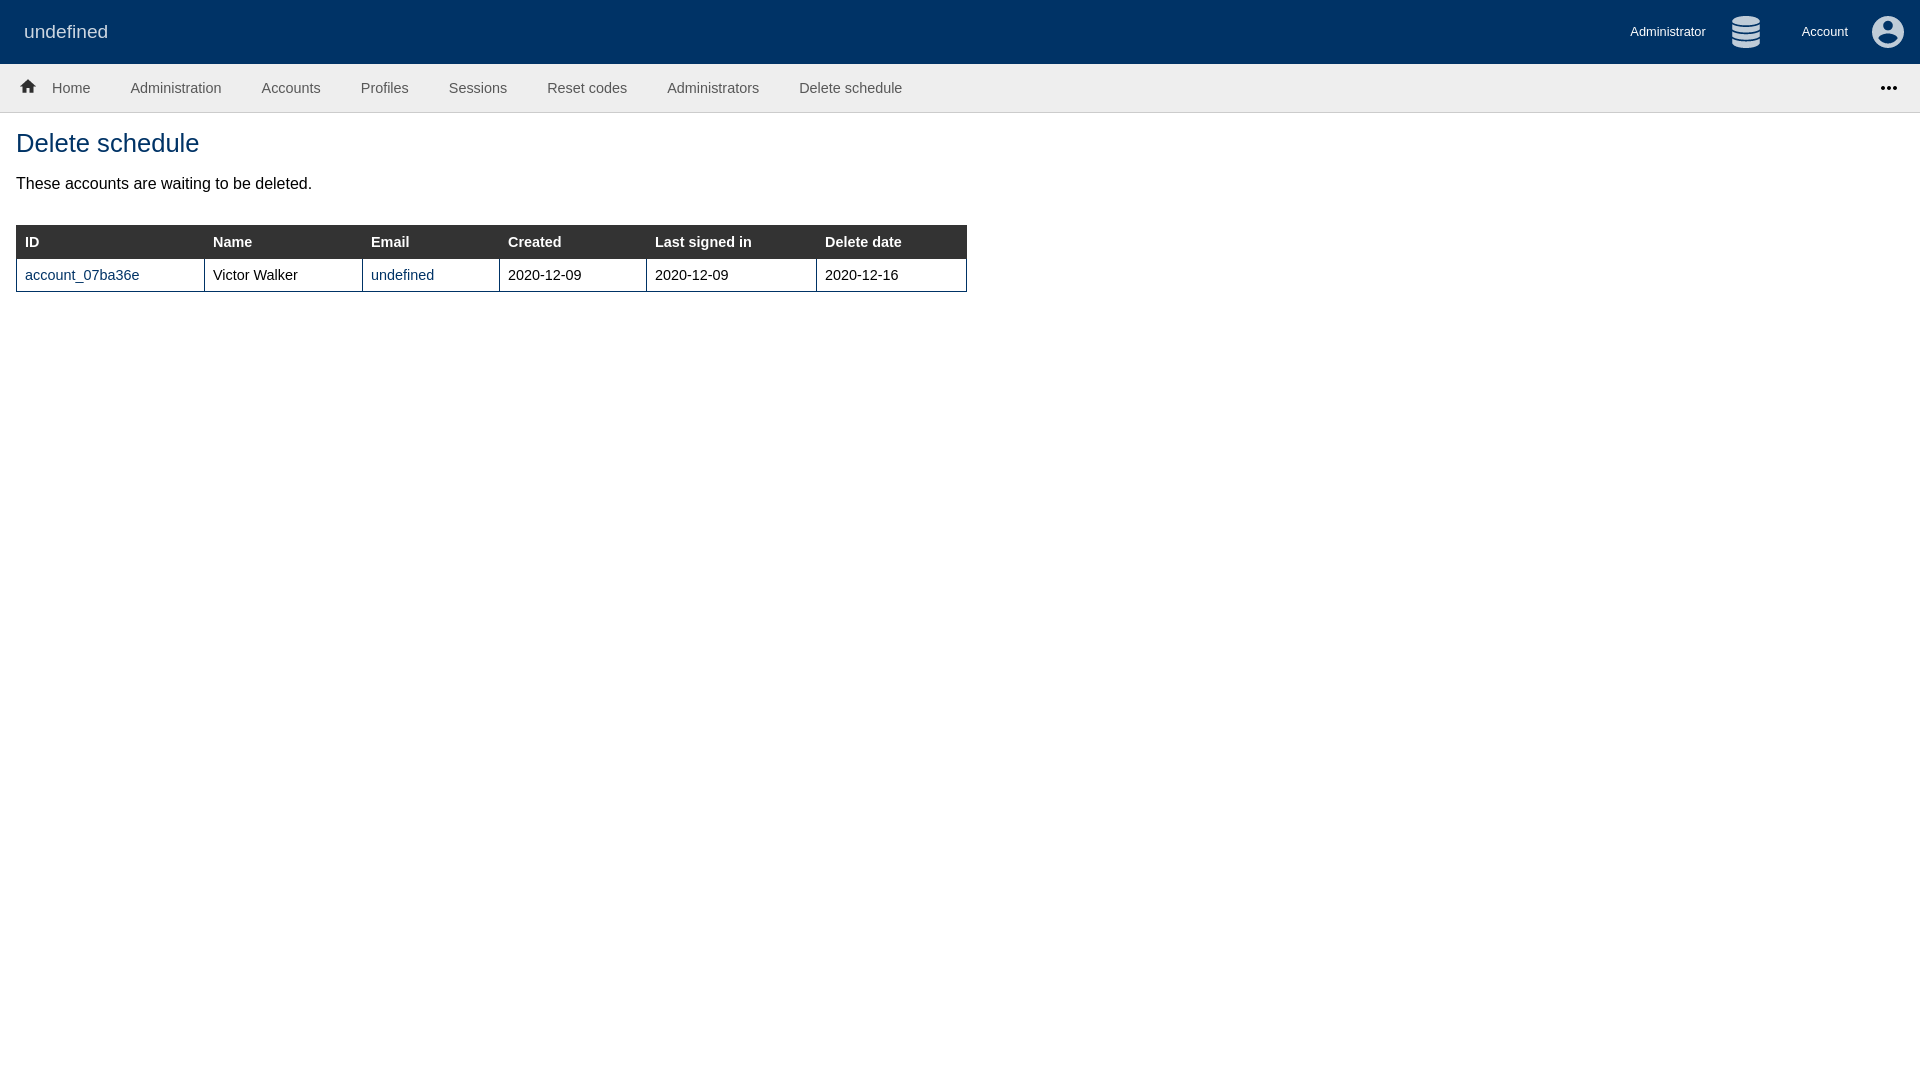 undefined
Administrator
Account
Home Administration Accounts Profiles Sessions Reset codes Administrators Delete schedule
Delete schedule
These accounts are waiting to be deleted.
ID Name Email Created Last signed in Delete date
account_07ba36e Victor Walker undefined 2020-12-09 2020-12-09 2020-12-16